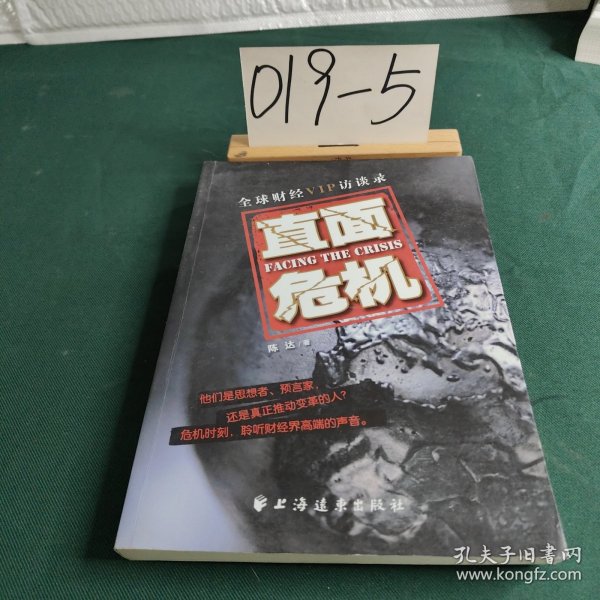 019-5
全球财经VIP访谈录
直面
FACING THE CRISIS
危机
陈达/著
他们是思想者、预言家,
还是真正推动变革的人?
危机时刻,聆听财经界高端的声音。
上海远东出版社
孔夫子旧书网
www.kongfz.com